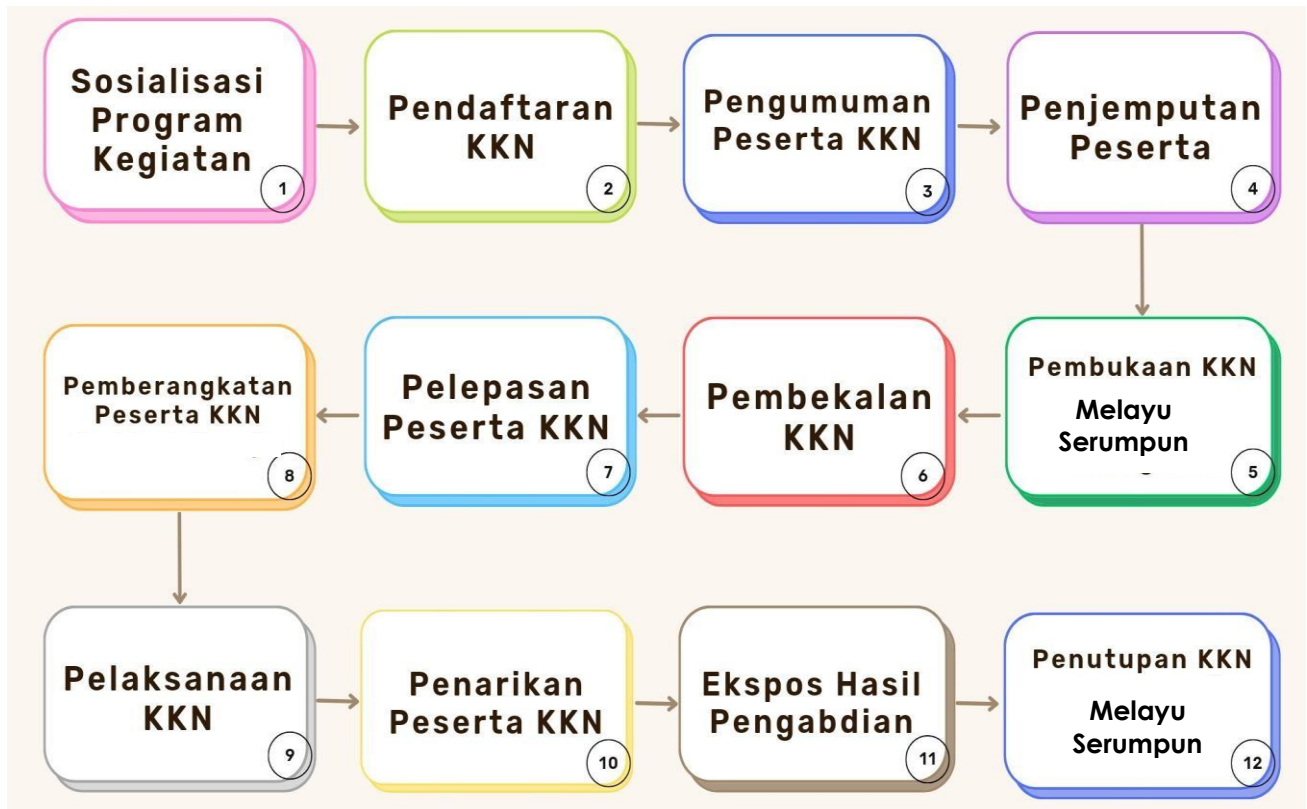 Sosialisasi
Program
Kegiatan
1
Pendaftaran
KKN
2
Pengumuman
Peserta KKN
3
Penjemputan
Peserta
4
Pembukaan KKN
Melayu
Serumpun
5
Pembekalan
KKN
6
Pelepasan
Peserta KKN
7
Pemberangkatan
Peserta KKN
8
Pelaksanaan
KKN
9
Penarikan
Peserta KKN
10
Ekspos Hasil
Pengabdian
11
Penutupan KKN
Melayu
Serumpun
12